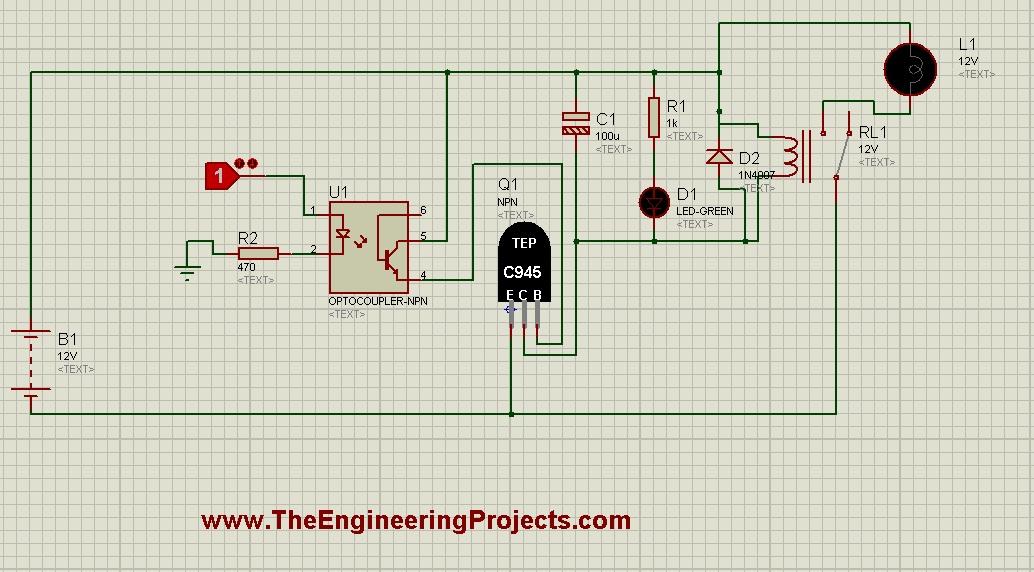 L1
12V
<TEXT>
R1
1k
<TEXT>
C1
100u
<TEXT>
RL1
12V
<TEXT>
D2
1N4007
<TEXT>
1
U1
1
2
6
5
4
OPTOCOUPLER-NPN
<TEXT>
Q1
NPN
<TEXT>
TEP
C945
E C B
D1
LED-GREEN
<TEXT>
R2
470
<TEXT>
B1
12V
<TEXT>
www.TheEngineeringProjects.com